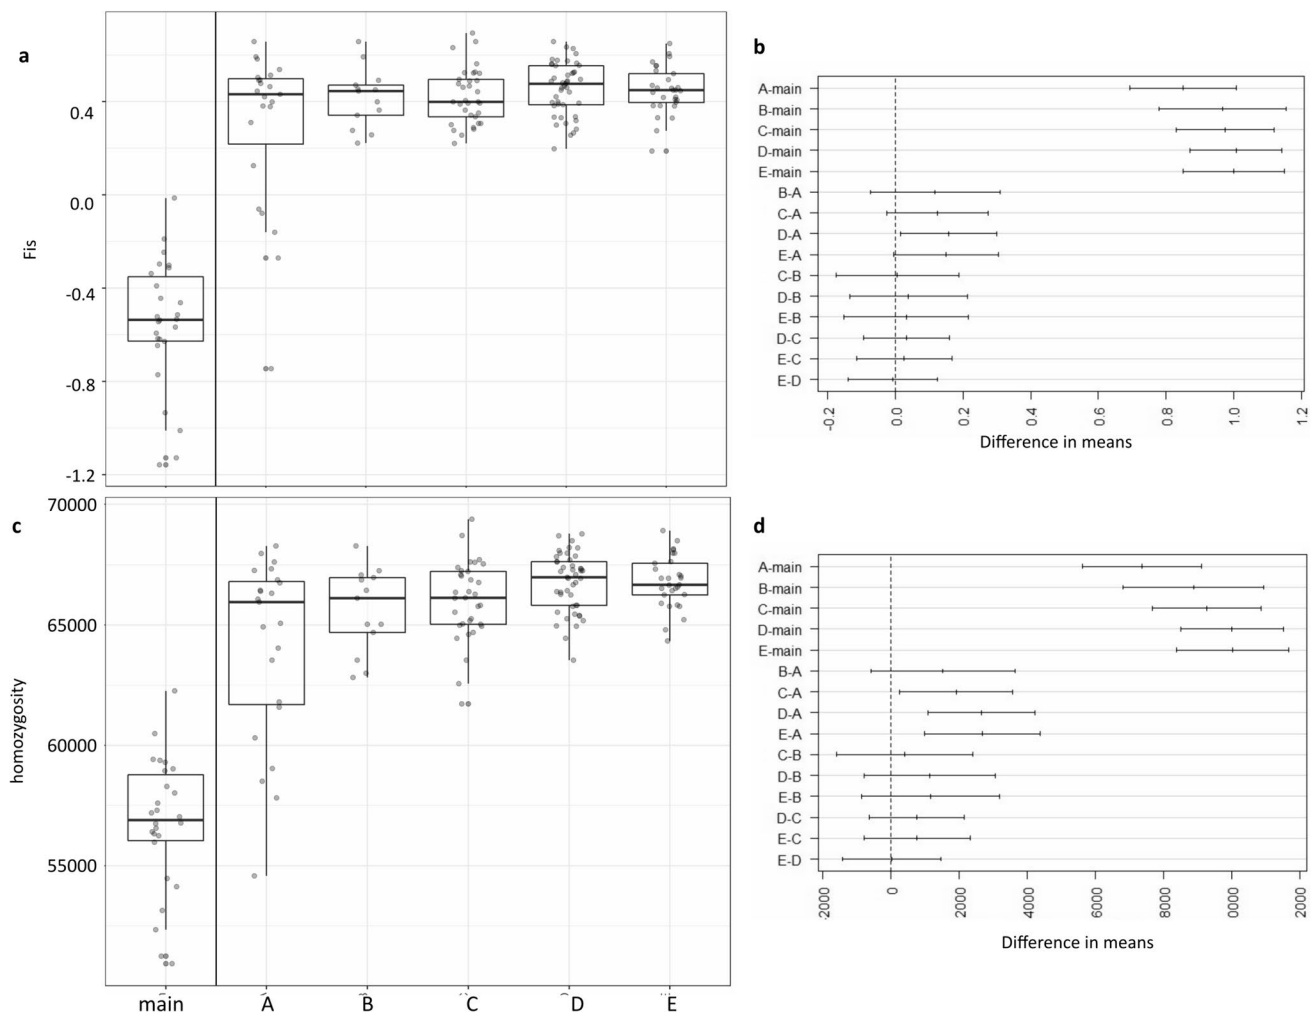 a
0.4
0.0
-0.4
-0.8
-1.2
Fis
b
A-main
B-main
C-main
D-main
E-main
B-A
C-A
D-A
E-A
C-B
D-B
E-B
D-C
E-C
E-D
-0.2 0.0 0.2 0.4 0.6 0.8 1.0 1.2
Difference in means
c
70000
65000
60000
55000
homozygosity
main A B C D E
d
A-main
B-main
C-main
D-main
E-main
B-A
C-A
D-A
E-A
C-B
D-B
E-B
D-C
E-C
E-D
2000 0 2000 4000 6000 8000 0000 2000
Difference in means